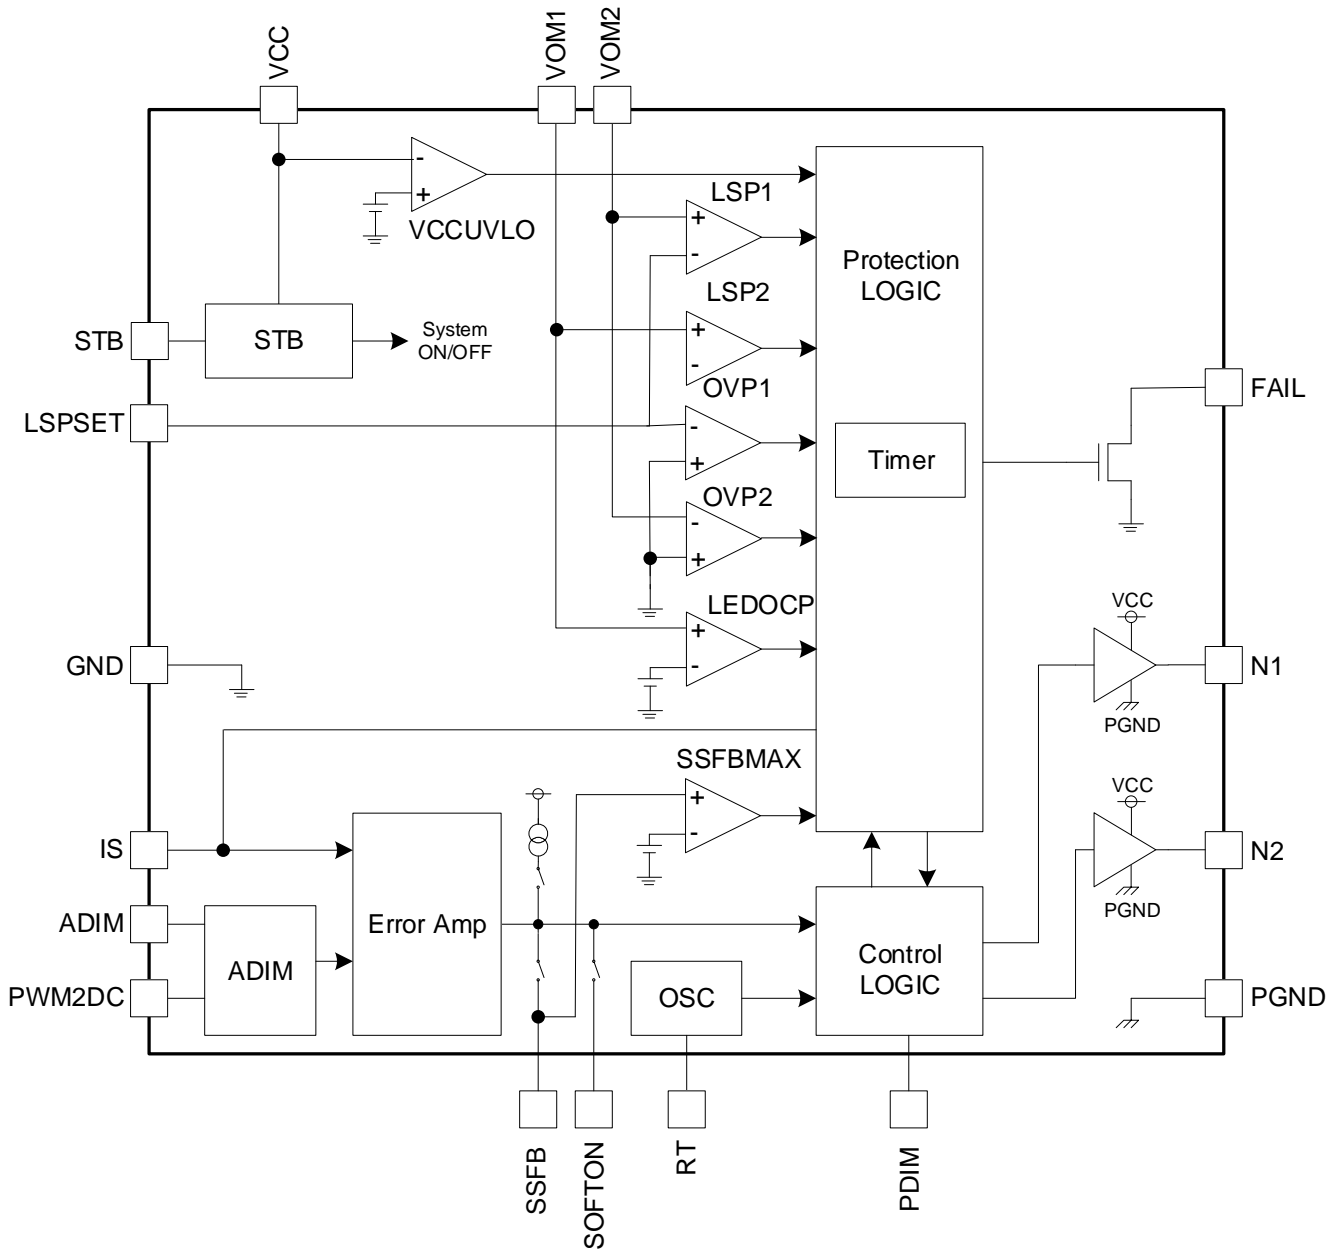 VCC
VOM1
VOM2
-
+
VCCUVLO
LSP1
+
-
Protection
LOGIC
LSP2
+
-
STB
STB
System
ON/OFF
OVP1
-
+
LSPSET
FAIL
Timer
OVP2
-
+
LEDOCP
+
-
GND
VCC
N1
PGND
SSFBMAX
+
-
VCC
IS
N2
PGND
ADIM
ADIM
Error Amp
Control
LOGIC
PWM2DC
OSC
PGND
SSFB
SOFTON
RT
PDIM